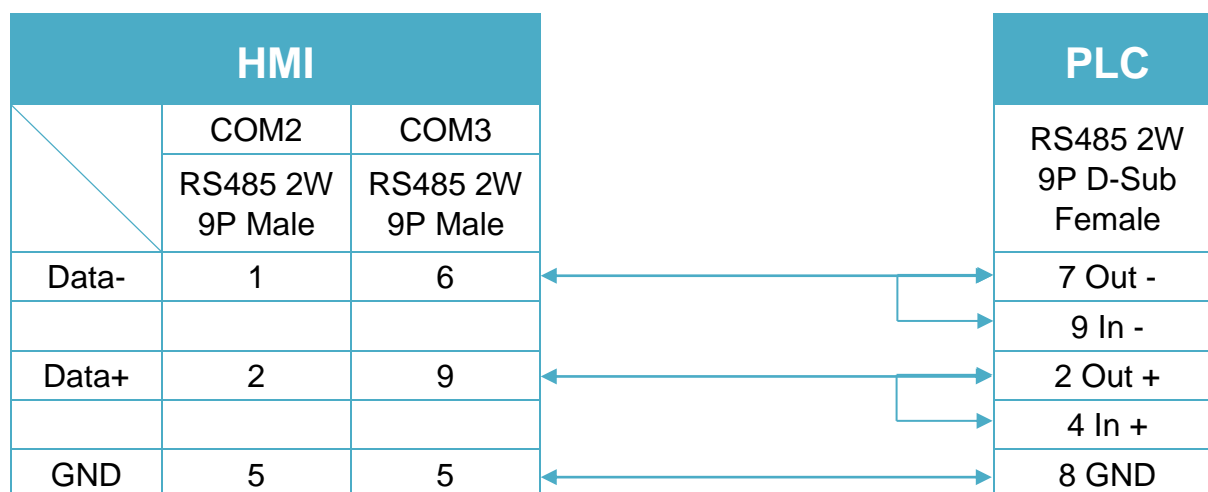 HMI PLC
COM2 COM3
RS485 2W RS485 2W RS485 2W
9P Male 9P Male 9P D-Sub
Female
Data- 1 6 7 Out -
9 In -
Data+ 2 9 2 Out +
4 In +
GND 5 5 8 GND